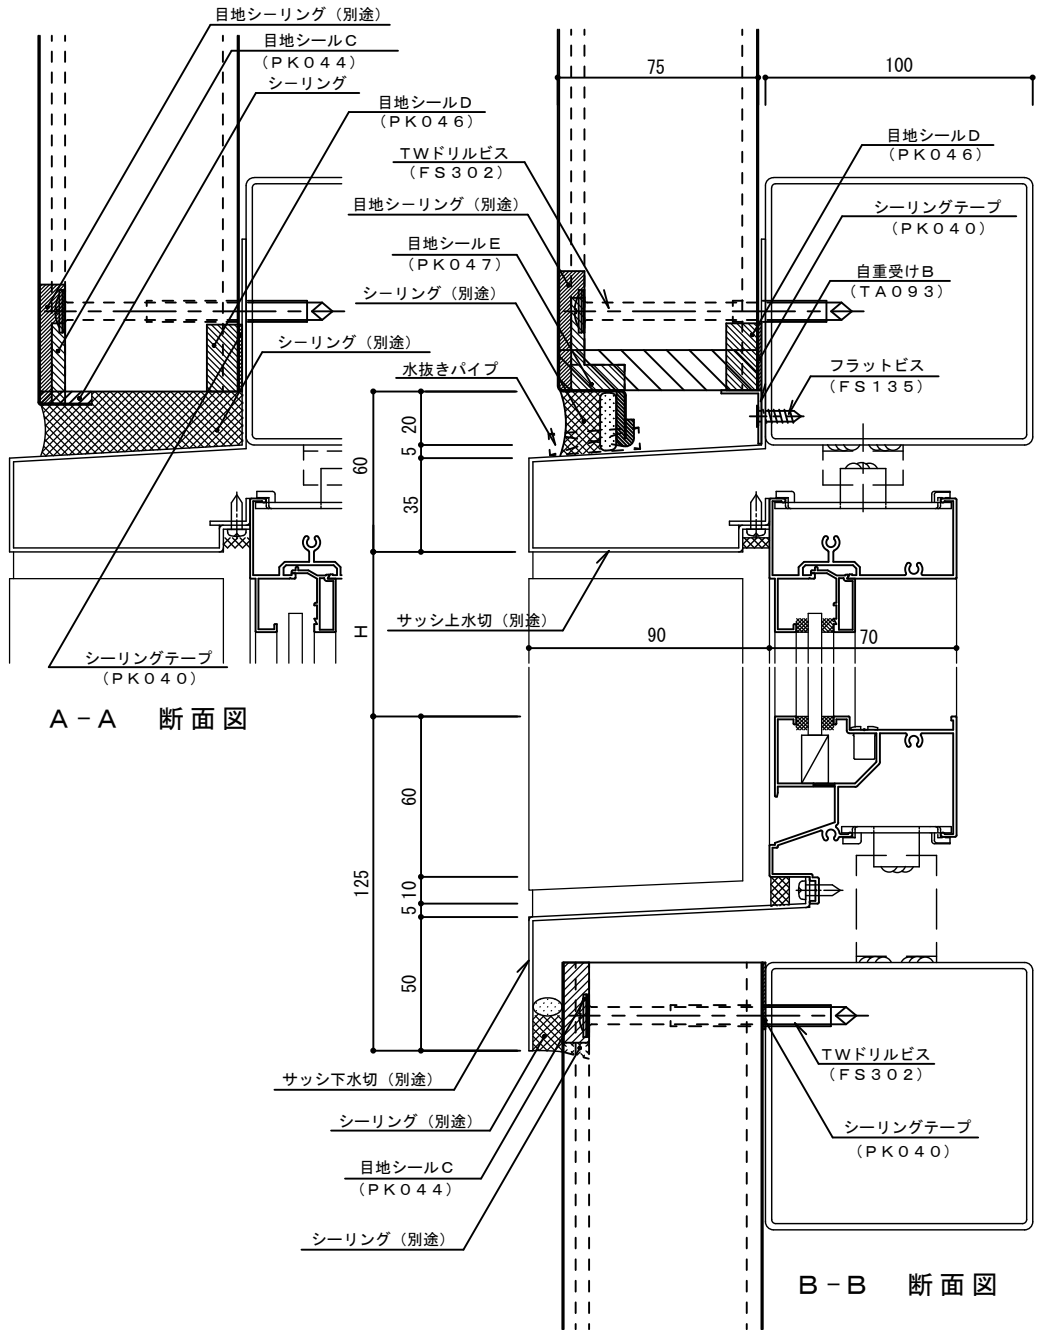 目地シーリング（別途）
目地シールＣ
（ＰＫ０４４）
シーリング
目地シールＤ
（ＰＫ０４６）
シーリング（別途）
シーリングテープ
（ＰＫ０４０）
Ａ－Ａ　断面図
75
100
ＴＷドリルビス
（ＦＳ３０２）
目地シーリング（別途）
目地シールＥ
（ＰＫ０４７）
シーリング（別途）
水抜きパイプ
目地シールＤ
（ＰＫ０４６）
シーリングテープ
（ＰＫ０４０）
自重受けＢ
（ＴＡ０９３）
フラットビス
（ＦＳ１３５）
60
20
5
35
サッシ上水切（別途）
H
90
70
125
60
10
5
50
サッシ下水切（別途）
シーリング（別途）
目地シールＣ
（ＰＫ０４４）
シーリング（別途）
ＴＷドリルビス
（ＦＳ３０２）
シーリングテープ
（ＰＫ０４０）
Ｂ－Ｂ　断面図